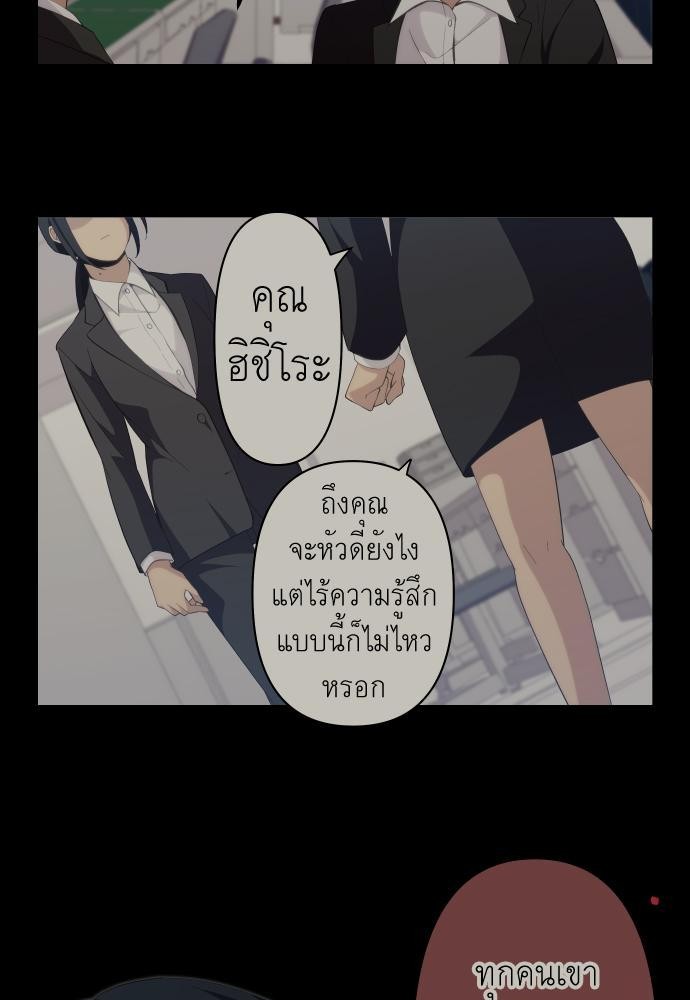 คุณ
ฮิชิโระ
ถึงคุณ
จะหัวดียังไง
แต่ไร้ความรู้สึก
แบบนี้ก็ไม่ไหว
หรอก
ทุกคนเขา